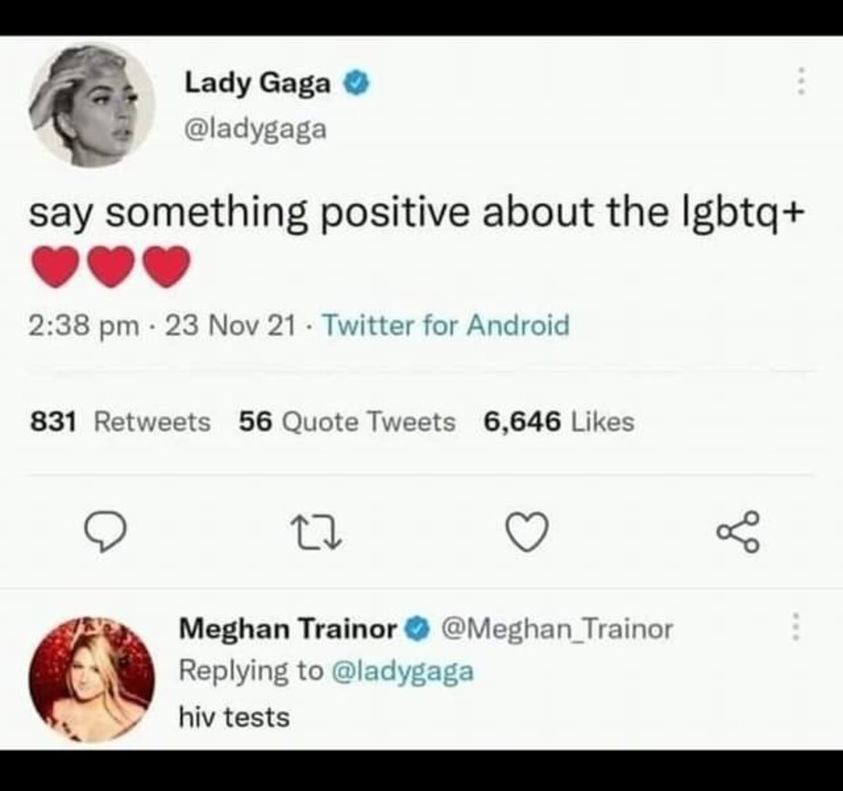 Lady Gaga
@ladygaga
say something positive about the lgbtq+
❤️❤️❤️
2:38 pm · 23 Nov 21 · Twitter for Android
831 Retweets 56 Quote Tweets 6,646 Likes
Meghan Trainor @Meghan_Trainor
Replying to @ladygaga
hiv tests